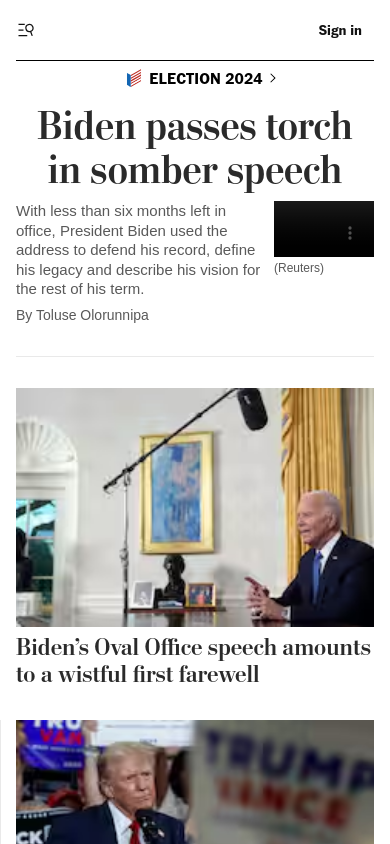 Sign in
ELECTION 2024
Biden passes torch
in somber speech
With less than six months left in
office, President Biden used the
address to defend his record, define
his legacy and describe his vision for
the rest of his term.
(Reuters)
By Toluse Olorunnipa
Biden’s Oval Office speech amounts
to a wistful first farewell
TRUMP
VANCE